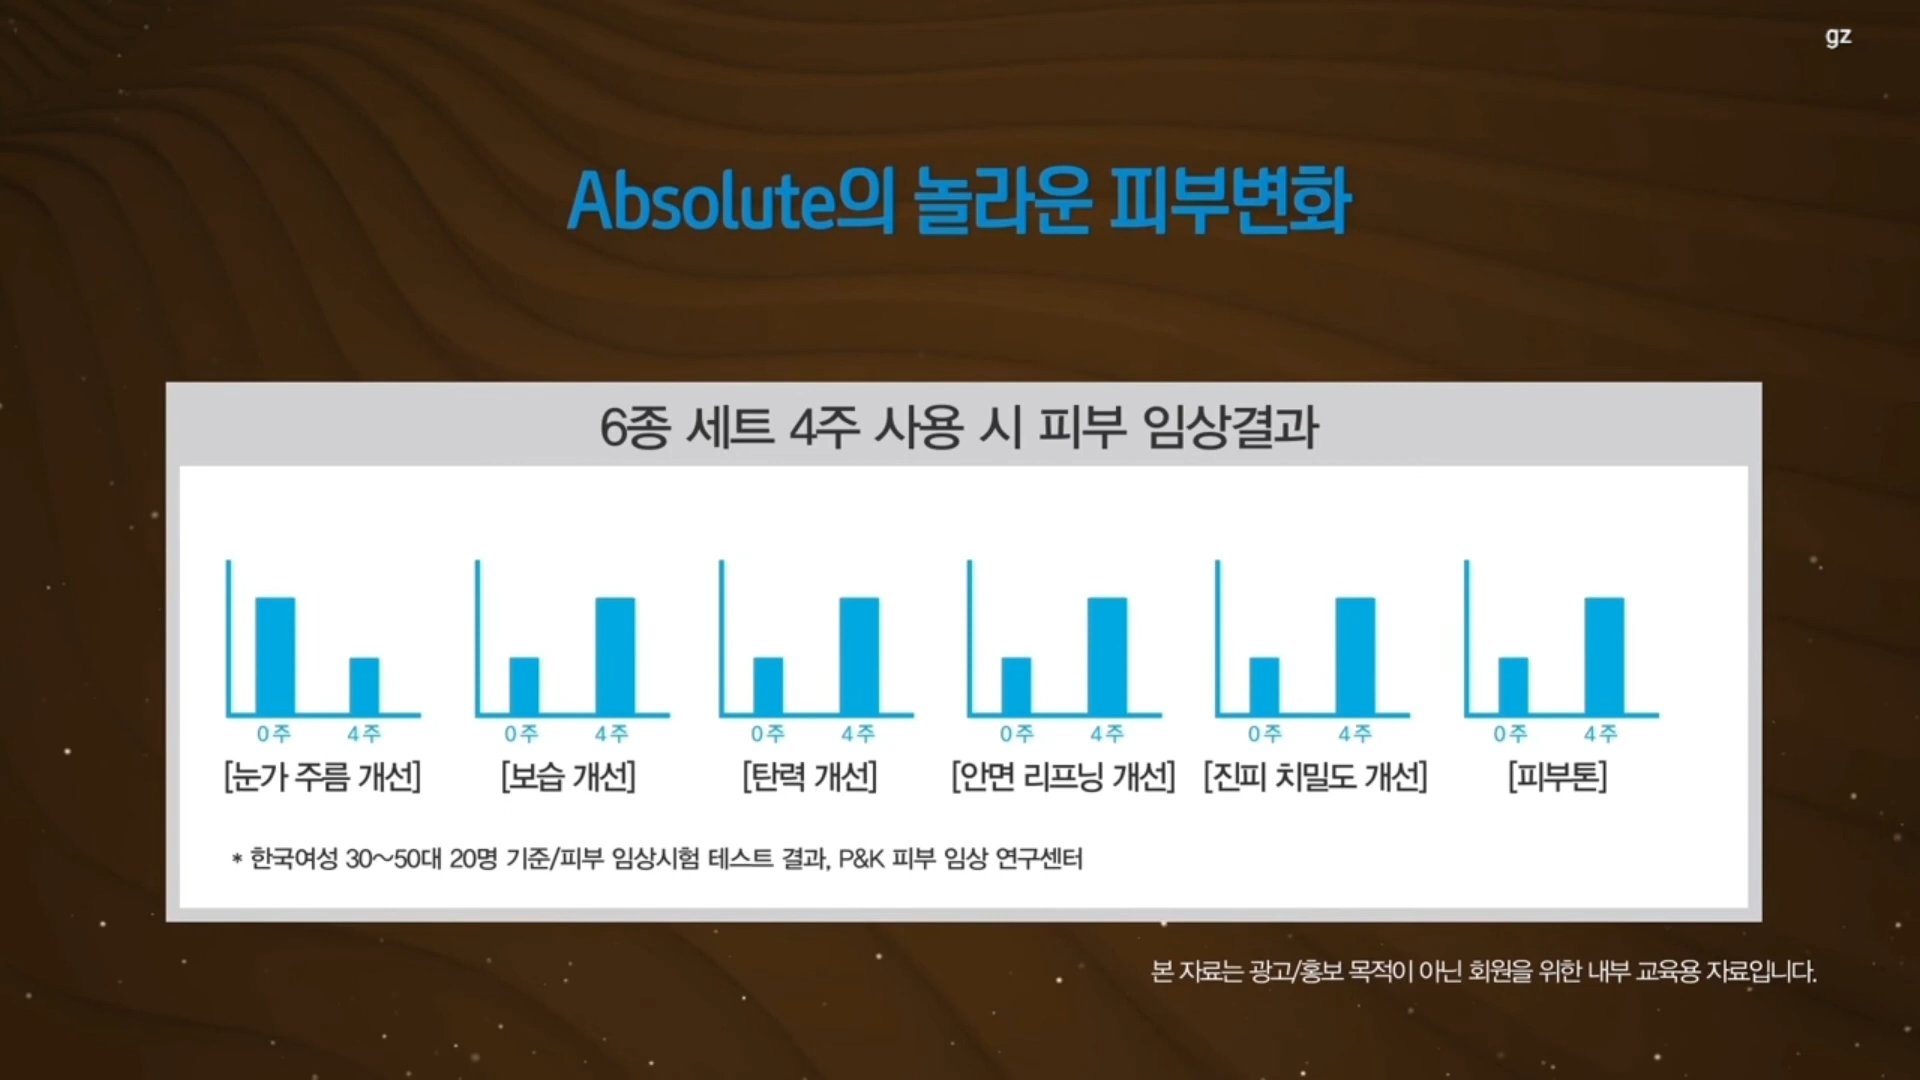 gz
Absolute의 놀라운 피부변화
6종 세트 4주 사용 시 피부 임상결과
0주 4주 0주 4주 0주 4주 0주 4주 0주 4주 0주 4주
[눈가 주름 개선] [보습 개선] [탄력 개선] [안면 리프닝 개선] [진피 치밀도 개선] [피부톤]
* 한국여성 30~50대 20명 기준/피부 임상시험 테스트 결과, P&K 피부 임상 연구센터
본 자료는 광고/홍보 목적이 아닌 회원을 위한 내부 교육용 자료입니다.